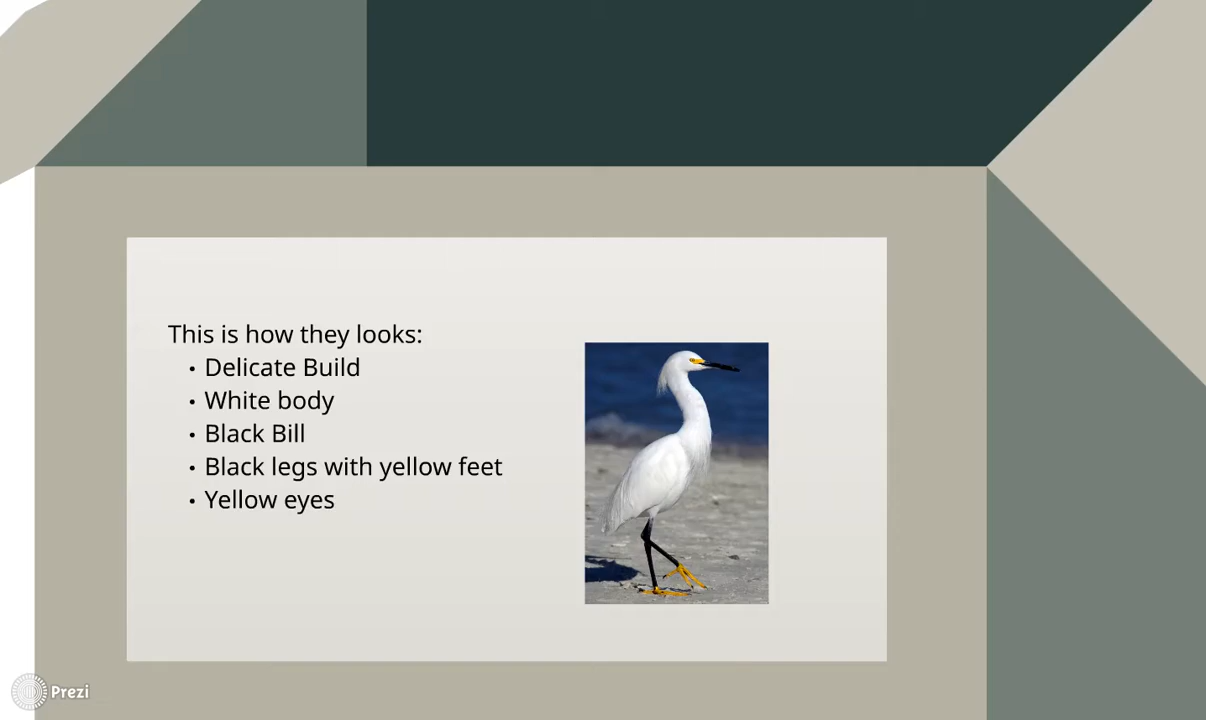 This is how they looks:
• Delicate Build
• White body
• Black Bill
• Black legs with yellow feet
• Yellow eyes
Prezi